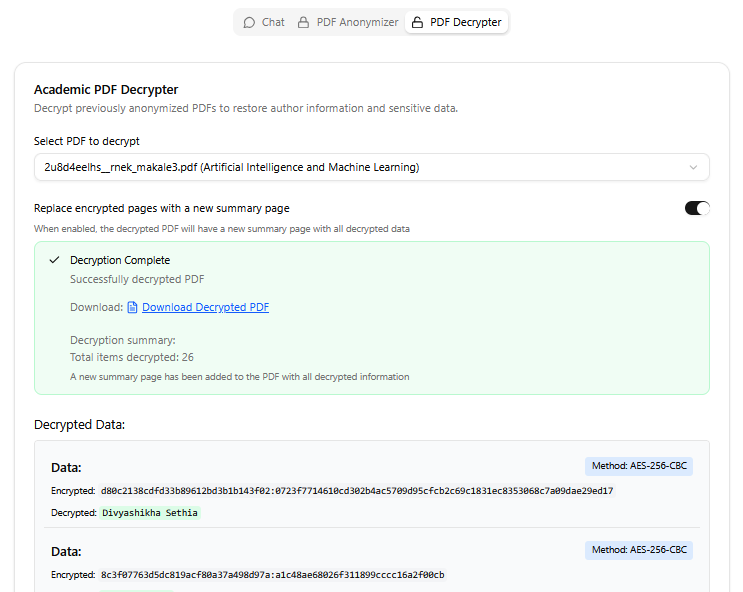 Chat PDF Anonymizer PDF Decrypter
Academic PDF Decrypter
Decrypt previously anonymized PDFs to restore author information and sensitive data.
Select PDF to decrypt
2u8d4eelhs__rnek_makale3.pdf (Artificial Intelligence and Machine Learning)
Replace encrypted pages with a new summary page
When enabled, the decrypted PDF will have a new summary page with all decrypted data
Decryption Complete
Successfully decrypted PDF
Download: Download Decrypted PDF
Decryption summary:
Total items decrypted: 26
A new summary page has been added to the PDF with all decrypted information
Decrypted Data:
Data: Method: AES-256-CBC
Encrypted: d80c2138cdfd33b89612bd3b1b143f02:0723f7714610cd302b4ac5709d95cfcb2c69c1831ec8353068c7a09dae29ed17
Decrypted: Divyashikha Sethia
Data: Method: AES-256-CBC
Encrypted: 8c3f07763d5dc819acf80a37a498d97a:a1c48ae68026f311899cccc16a2f00cb